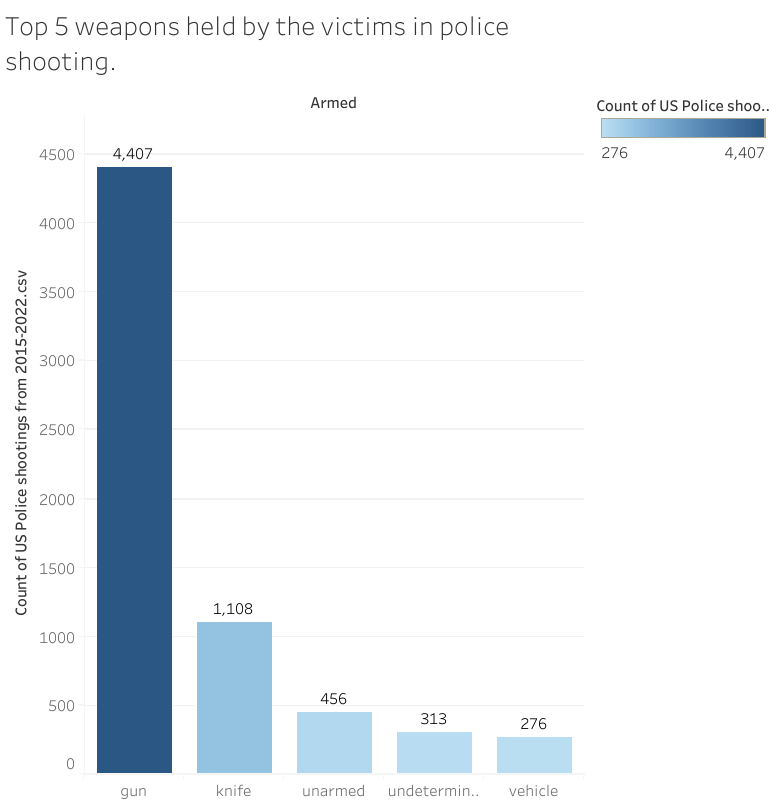 Top 5 weapons held by the victims in police
shooting.
Armed
Count of US Police shoo..
276 4,407
Count of US Police shootings from 2015-2022.csv
4500
4000
3500
3000
2500
2000
1500
1000
500
0
4,407
1,108
456
313
276
gun knife unarmed undetermin.. vehicle